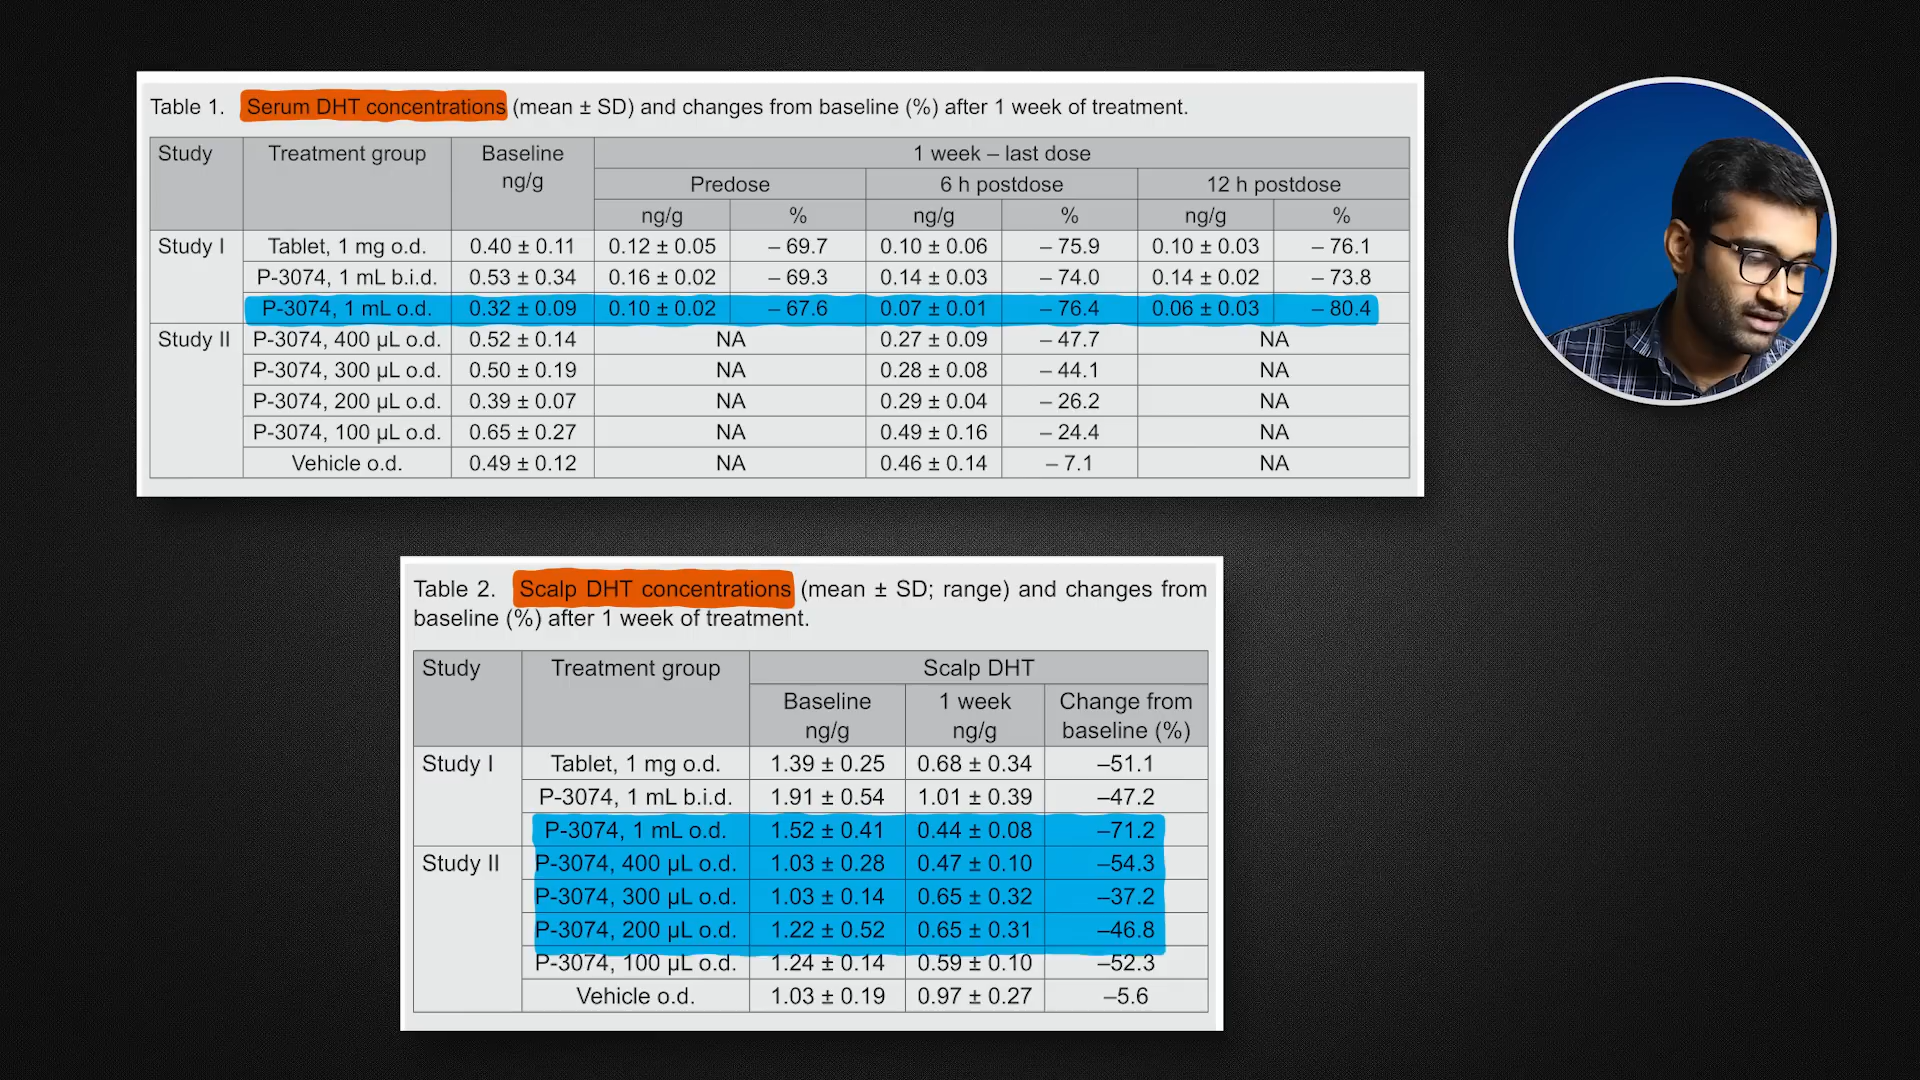 Table 1. Serum DHT concentrations (mean ± SD) and changes from baseline (%) after 1 week of treatment.
Study Treatment group Baseline ng/g 1 week – last dose
Predose 6 h postdose 12 h postdose
ng/g % ng/g % ng/g %
Study I Tablet, 1 mg o.d. 0.40 ± 0.11 0.12 ± 0.05 – 69.7 0.10 ± 0.06 – 75.9 0.10 ± 0.03 – 76.1
P-3074, 1 mL b.i.d. 0.53 ± 0.34 0.16 ± 0.02 – 69.3 0.14 ± 0.03 – 74.0 0.14 ± 0.02 – 73.8
P-3074, 1 mL o.d. 0.32 ± 0.09 0.10 ± 0.02 – 67.6 0.07 ± 0.01 – 76.4 0.06 ± 0.03 – 80.4
Study II P-3074, 400 µL o.d. 0.52 ± 0.14 NA 0.27 ± 0.09 – 47.7 NA
P-3074, 300 µL o.d. 0.50 ± 0.19 NA 0.28 ± 0.08 – 44.1 NA
P-3074, 200 µL o.d. 0.39 ± 0.07 NA 0.29 ± 0.04 – 26.2 NA
P-3074, 100 µL o.d. 0.65 ± 0.27 NA 0.49 ± 0.16 – 24.4 NA
Vehicle o.d. 0.49 ± 0.12 NA 0.46 ± 0.14 – 7.1 NA
Table 2. Scalp DHT concentrations (mean ± SD; range) and changes from
baseline (%) after 1 week of treatment.
Study Treatment group Scalp DHT
Baseline 1 week Change from
ng/g ng/g baseline (%)
Study I Tablet, 1 mg o.d. 1.39 ± 0.25 0.68 ± 0.34 –51.1
P-3074, 1 mL b.i.d. 1.91 ± 0.54 1.01 ± 0.39 –47.2
P-3074, 1 mL o.d. 1.52 ± 0.41 0.44 ± 0.08 –71.2
Study II P-3074, 400 µL o.d. 1.03 ± 0.28 0.47 ± 0.10 –54.3
P-3074, 300 µL o.d. 1.03 ± 0.14 0.65 ± 0.32 –37.2
P-3074, 200 µL o.d. 1.22 ± 0.52 0.65 ± 0.31 –46.8
P-3074, 100 µL o.d. 1.24 ± 0.14 0.59 ± 0.10 –52.3
Vehicle o.d. 1.03 ± 0.19 0.97 ± 0.27 –5.6